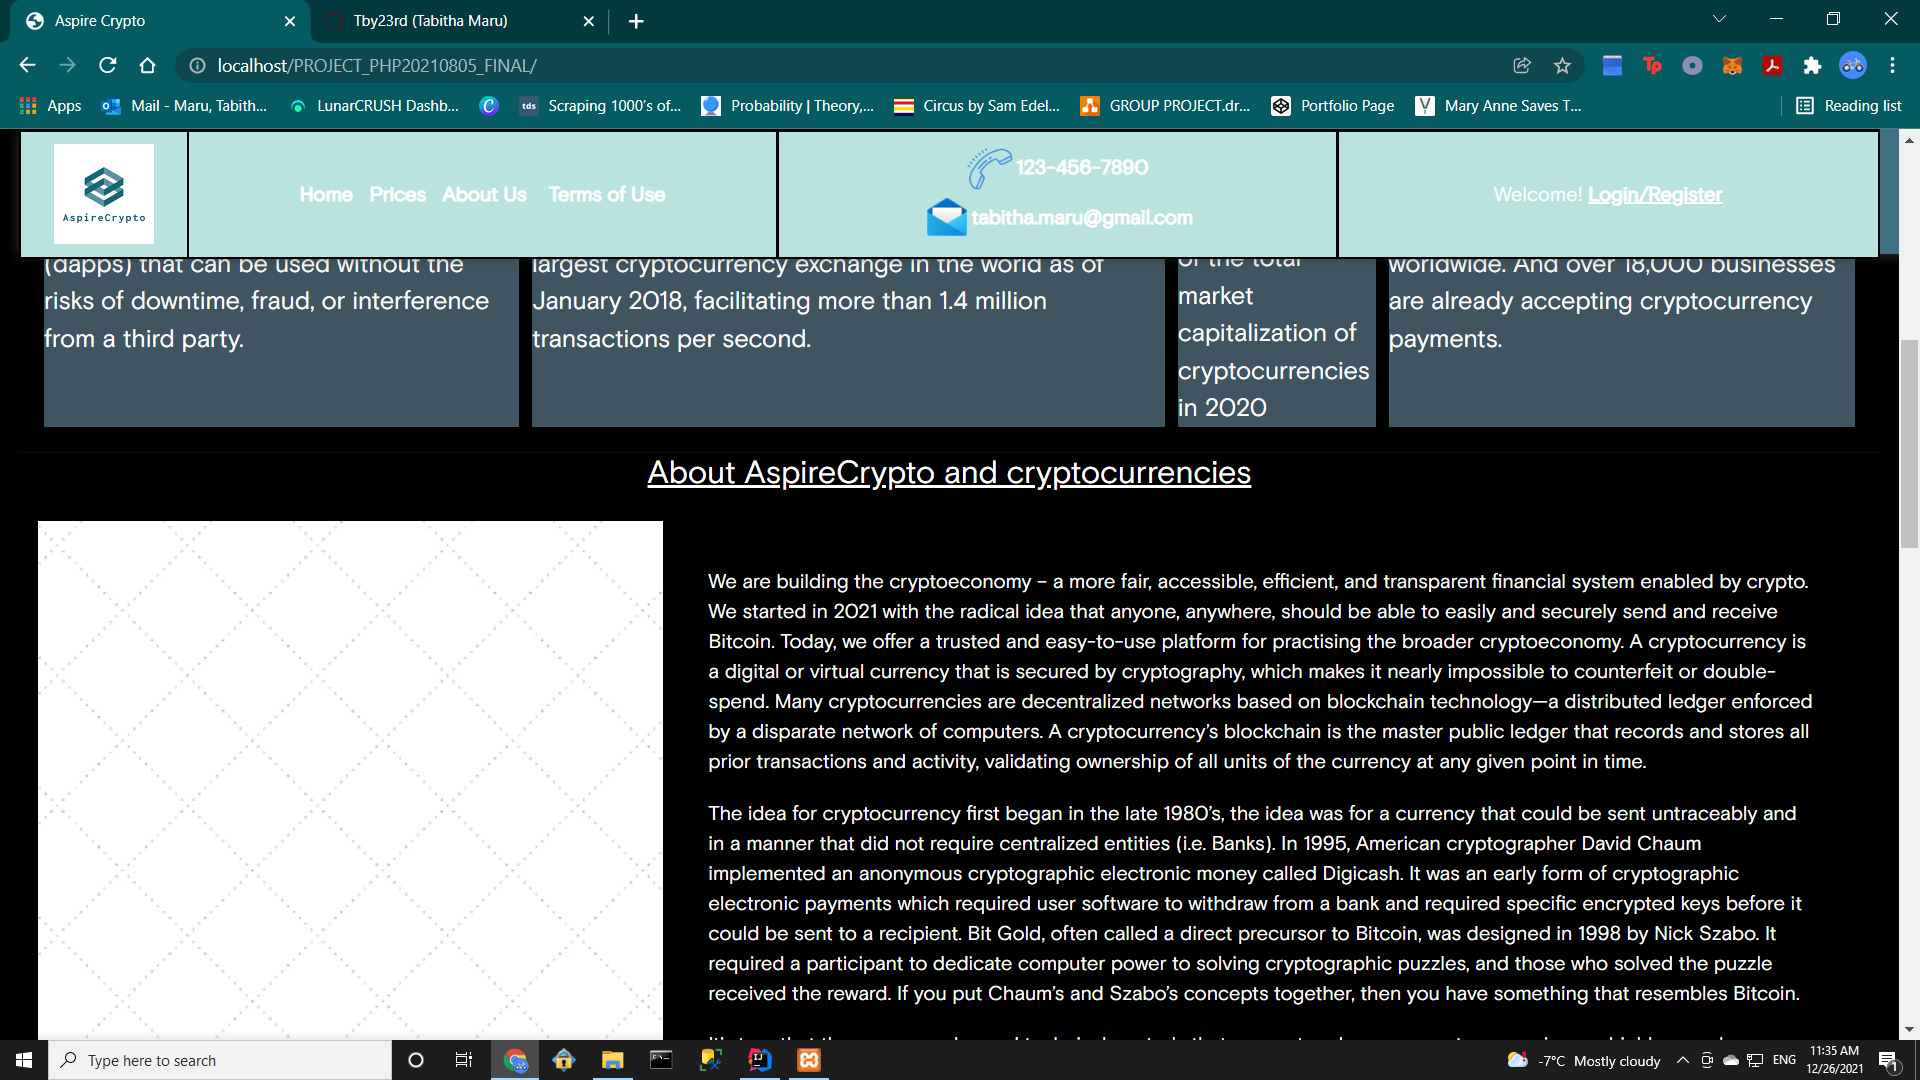 Aspire Crypto
Tby23rd (Tabitha Maru)
localhost/PROJECT_PHP20210805_FINAL/
Apps
Mail - Maru, Tabith...
LunarCRUSH Dashb...
tds
Scraping 1000's of...
Probability | Theory,...
Circus by Sam Edel...
GROUP PROJECT.dr...
Portfolio Page
Mary Anne Saves T...
Reading list
AspireCrypto
Home
Prices
About Us
Terms of Use
123-456-7890
tabitha.maru@gmail.com
Welcome! Login/Register
(dapps) that can be used without the
risks of downtime, fraud, or interference
from a third party.
largest cryptocurrency exchange in the world as of
January 2018, facilitating more than 1.4 million
transactions per second.
of the total
market
capitalization of
cryptocurrencies
in 2020
worldwide. And over 18,000 businesses
are already accepting cryptocurrency
payments.
About AspireCrypto and cryptocurrencies
We are building the cryptoeconomy – a more fair, accessible, efficient, and transparent financial system enabled by crypto.
We started in 2021 with the radical idea that anyone, anywhere, should be able to easily and securely send and receive
Bitcoin. Today, we offer a trusted and easy-to-use platform for practising the broader cryptoeconomy. A cryptocurrency is
a digital or virtual currency that is secured by cryptography, which makes it nearly impossible to counterfeit or double-
spend. Many cryptocurrencies are decentralized networks based on blockchain technology—a distributed ledger enforced
by a disparate network of computers. A cryptocurrency's blockchain is the master public ledger that records and stores all
prior transactions and activity, validating ownership of all units of the currency at any given point in time.
The idea for cryptocurrency first began in the late 1980's, the idea was for a currency that could be sent untraceably and
in a manner that did not require centralized entities (i.e. Banks). In 1995, American cryptographer David Chaum
implemented an anonymous cryptographic electronic money called Digicash. It was an early form of cryptographic
electronic payments which required user software to withdraw from a bank and required specific encrypted keys before it
could be sent to a recipient. Bit Gold, often called a direct precursor to Bitcoin, was designed in 1998 by Nick Szabo. It
required a participant to dedicate computer power to solving cryptographic puzzles, and those who solved the puzzle
received the reward. If you put Chaum's and Szabo's concepts together, then you have something that resembles Bitcoin.
Type here to search
-7°C Mostly cloudy
ENG
11:35 AM
12/26/2021
1